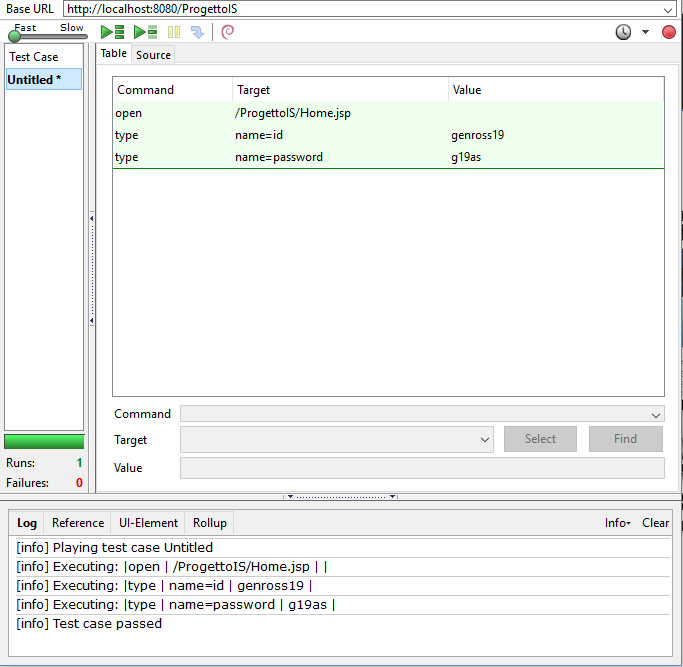 Base URL http://localhost:8080/ProgettoIS
Fast Slow
Test Case
Untitled *
Table Source
Command Target Value
open /ProgettoIS/Home.jsp
type name=id genross19
type name=password g19as
Command
Target Select Find
Value
Runs: 1
Failures: 0
Log Reference UI-Element Rollup Info Clear
[info] Playing test case Untitled
[info] Executing: |open | /ProgettoIS/Home.jsp | |
[info] Executing: |type | name=id | genross19 |
[info] Executing: |type | name=password | g19as |
[info] Test case passed